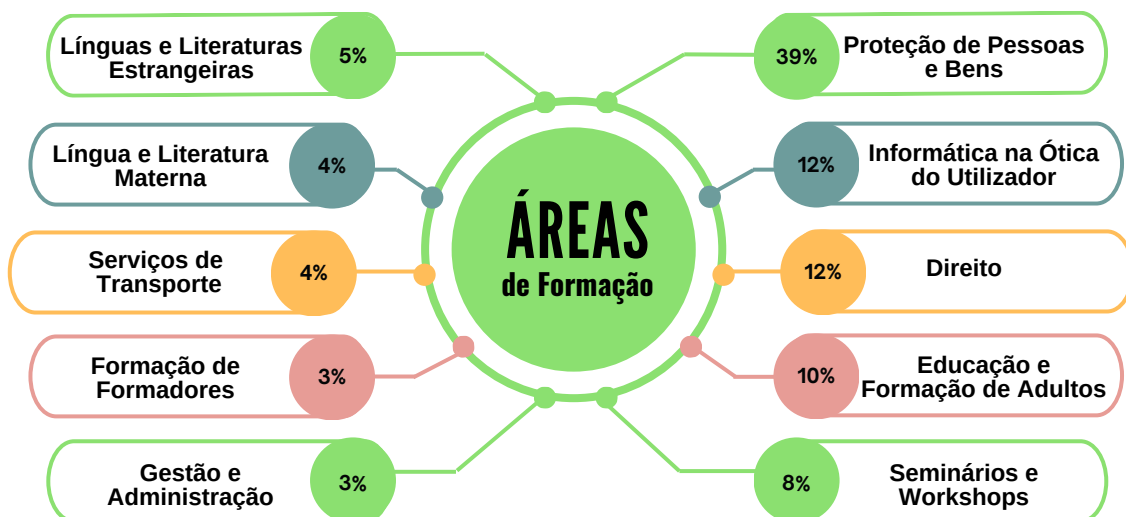 Línguas e Literaturas
Estrangeiras
5%
Língua e Literatura
Materna
4%
Serviços de
Transporte
4%
Formação de
Formadores
3%
Gestão e
Administração
3%
ÁREAS
de Formação
39%
Proteção de Pessoas
e Bens
12%
Informática na Ótica
do Utilizador
12%
Direito
10%
Educação e
Formação de Adultos
8%
Seminários e
Workshops